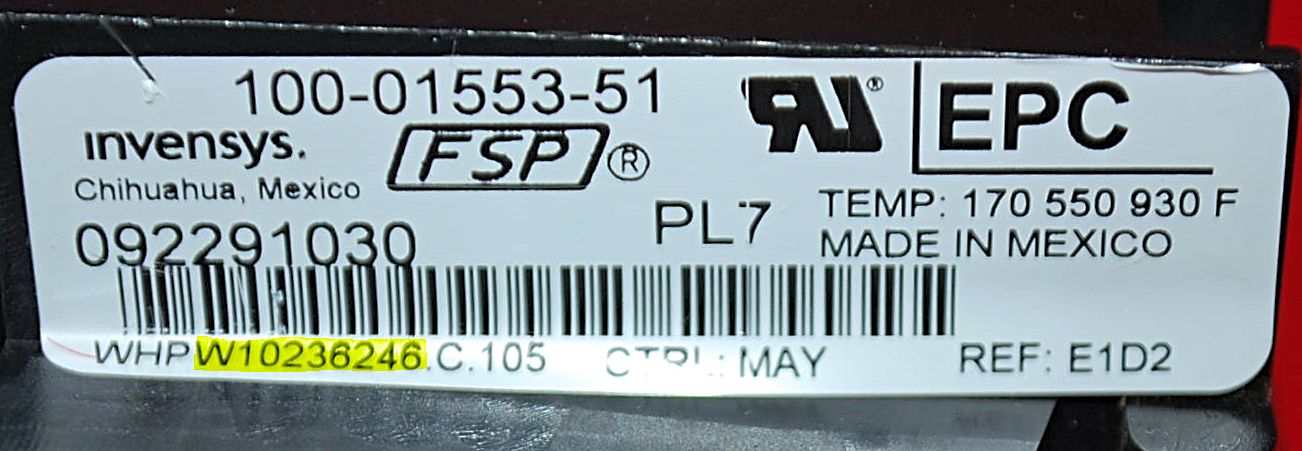 100-01553-51
invensys.
FSP®
EPC
Chihuahua, Mexico
092291030
PL7
TEMP: 170 550 930 F
MADE IN MEXICO
WHPW10236246.C.105 CTRL: MAY REF: E1D2